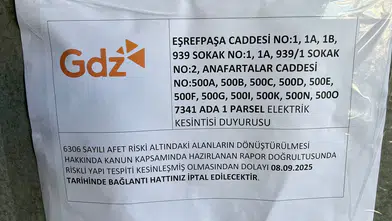 Gdz
EŞREFPAŞA CADDESİ NO:1, 1A, 1B,
939 SOKAK NO:1, 1A, 939/1 SOKAK
NO:2, ANAFARTALAR CADDESİ
NO:500A, 500B, 500C, 500D, 500E,
500F, 500G, 500I, 500K, 500N, 500O
7341 ADA 1 PARSEL ELEKTRİK
KESİNTİSİ DUYURUSU
6306 SAYILI AFET RİSKİ ALTINDAKİ ALANLARIN DÖNÜŞTÜRÜLMESİ
HAKKINDA KANUN KAPSAMINDA HAZIRLANAN RAPOR DOĞRULTUSUNDA
RİSKLİ YAPI TESPİTİ KESİNLEŞMİŞ OLMASINDAN DOLAYI 08.09.2025
TARİHİNDE BAĞLANTI HATTINIZ İPTAL EDİLECEKTİR.